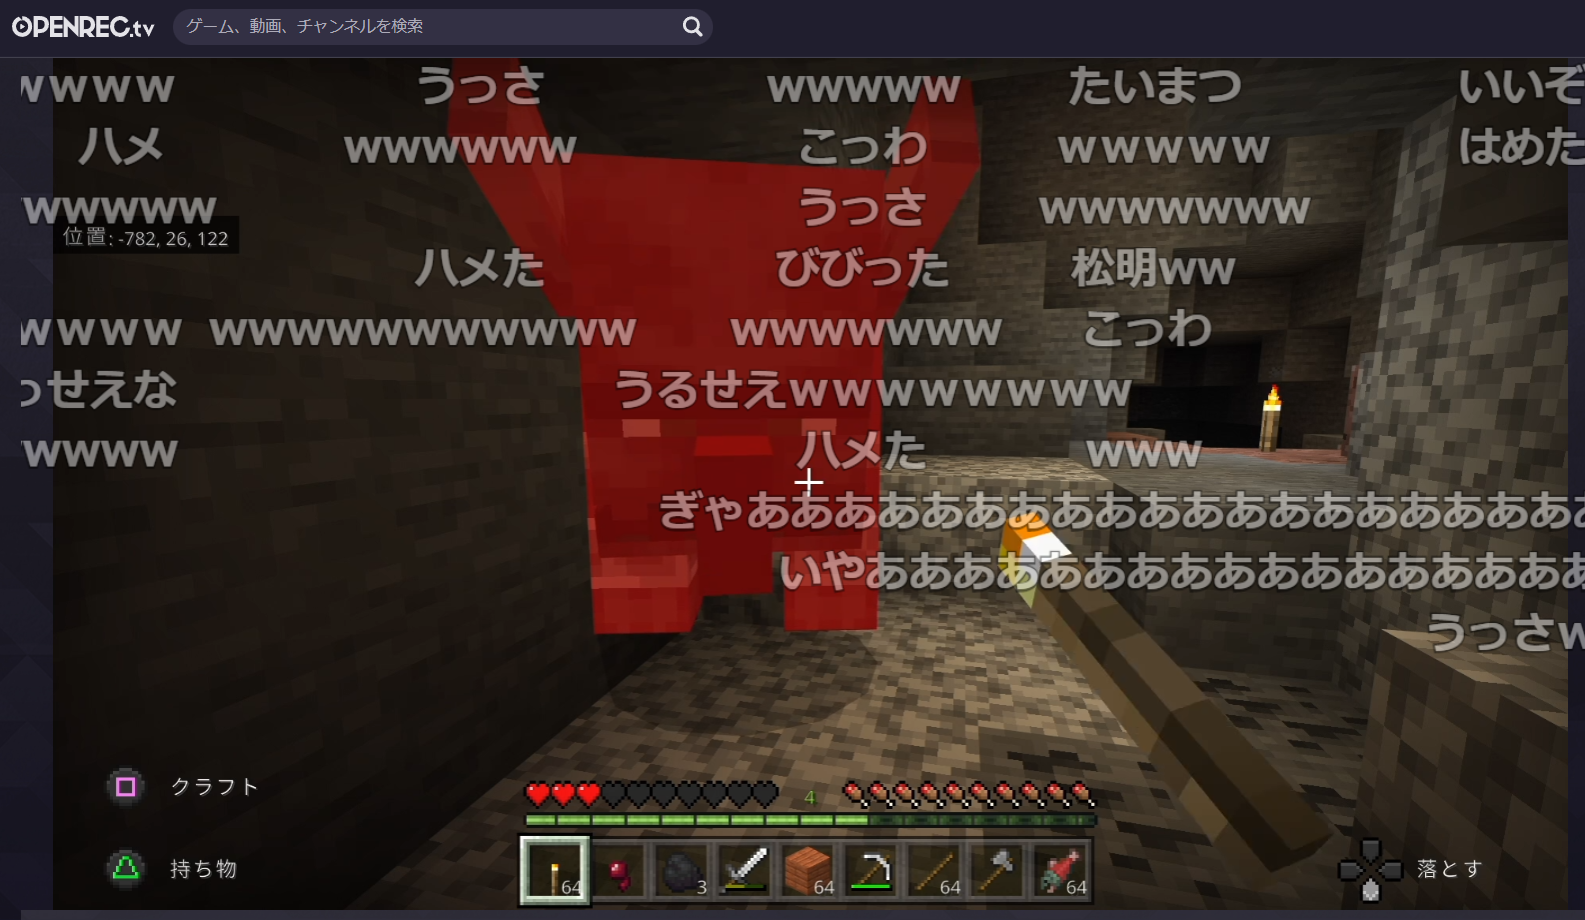 OPENREC.tv
ゲーム、動画、チャンネルを検索
wwww うっさ wwwww たいまつ いいぞ
ハメ wwwwww こっわ wwwww はめた
wwwww うっさ wwwwwww
位置: -782, 26, 122
ハメた びびった 松明ww
wwww wwwwwwwwwww wwwwwww こっわ
っせえな うるせえwwwwwwww
wwww ハメた www
ぎゃあああああああああああああああああああ
いやあああああああああああああああああ
うっさw
クラフト
4
持ち物
64 3 64 64 64
落とす